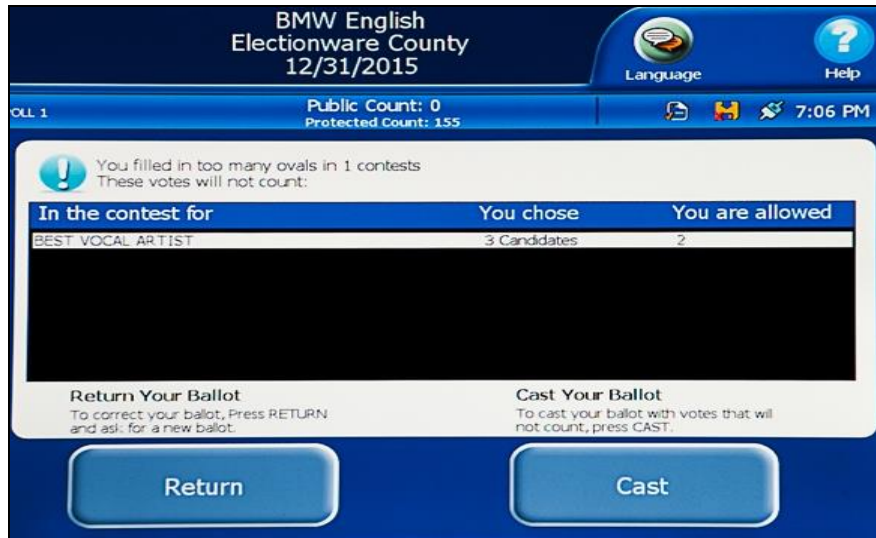 BMW English
Electionware County
12/31/2015
Language
Help
OLL 1
Public Count: 0
Protected Count: 155
7:06 PM
You filled in too many ovals in 1 contests
These votes will not count:
In the contest for You chose You are allowed
BEST VOCAL ARTIST 3 Candidates 2
Return Your Ballot
To correct your ballot, Press RETURN
and ask for a new ballot.
Cast Your Ballot
To cast your ballot with votes that will
not count, press CAST.
Return
Cast